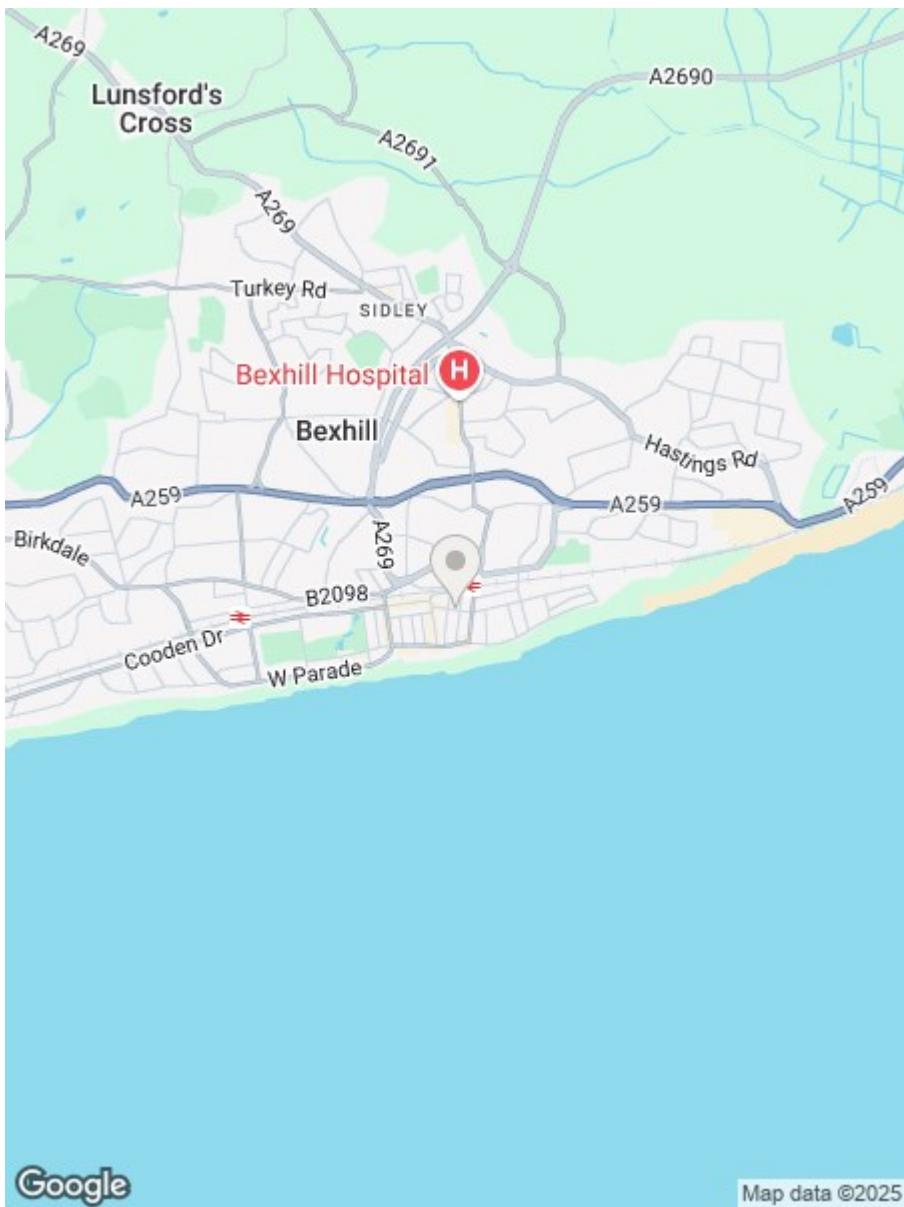 A269
A2690
Lunsford's
Cross
A2691
A269
Turkey Rd
SIDLEY
Bexhill Hospital
H
Bexhill
Hastings Rd
A259
A259
A259
A269
Birkdale
B2098
Cooden Dr
W Parade
Google
Map data ©2025